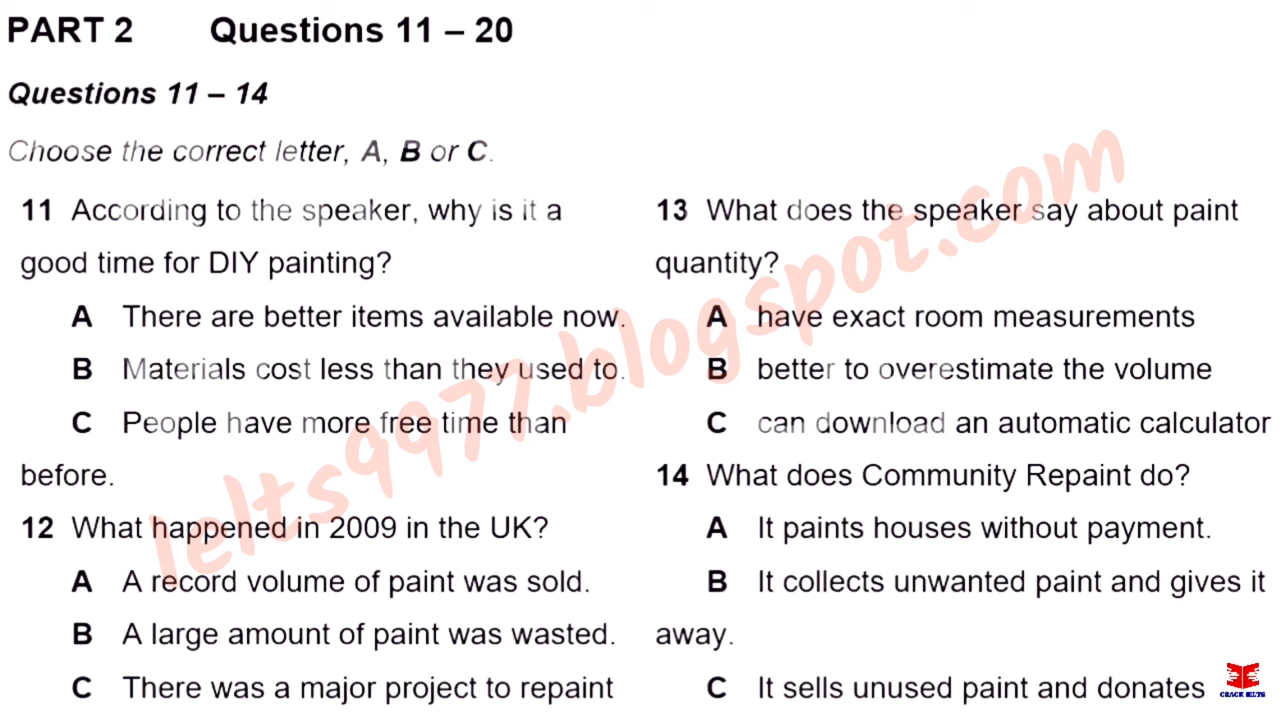 PART 2 Questions 11 – 20
Questions 11 – 14
Choose the correct letter, A, B or C.
11 According to the speaker, why is it a
good time for DIY painting?
A There are better items available now.
B Materials cost less than they used to.
C People have more free time than
before.
12 What happened in 2009 in the UK?
A A record volume of paint was sold.
B A large amount of paint was wasted.
C There was a major project to repaint
13 What does the speaker say about paint
quantity?
A have exact room measurements
B better to overestimate the volume
C can download an automatic calculator
14 What does Community Repaint do?
A It paints houses without payment.
B It collects unwanted paint and gives it
away.
C It sells unused paint and donates
Ielts9977.blogspot.com
CRACK IELTS